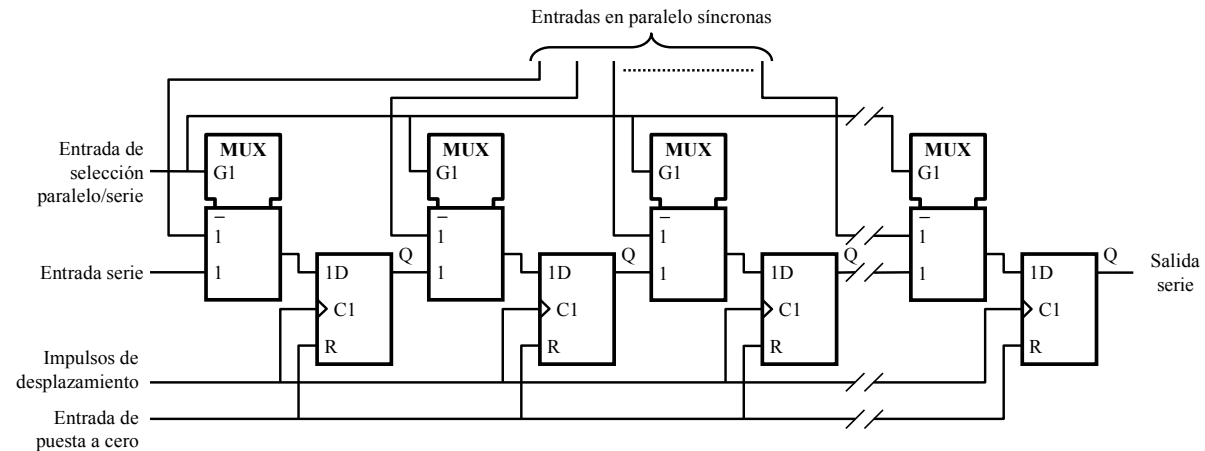 Entradas en paralelo síncronas
MUX MUX MUX MUX
Entrada de
selección
paralelo/serie
G1 G1 G1 G1
1 1 1 1
Entrada serie
1 1 1 1
1D Q 1D Q 1D Q 1D Q
Salida
serie
C1 C1 C1 C1
R R R R
Impulsos de
desplazamiento
Entrada de
puesta a cero